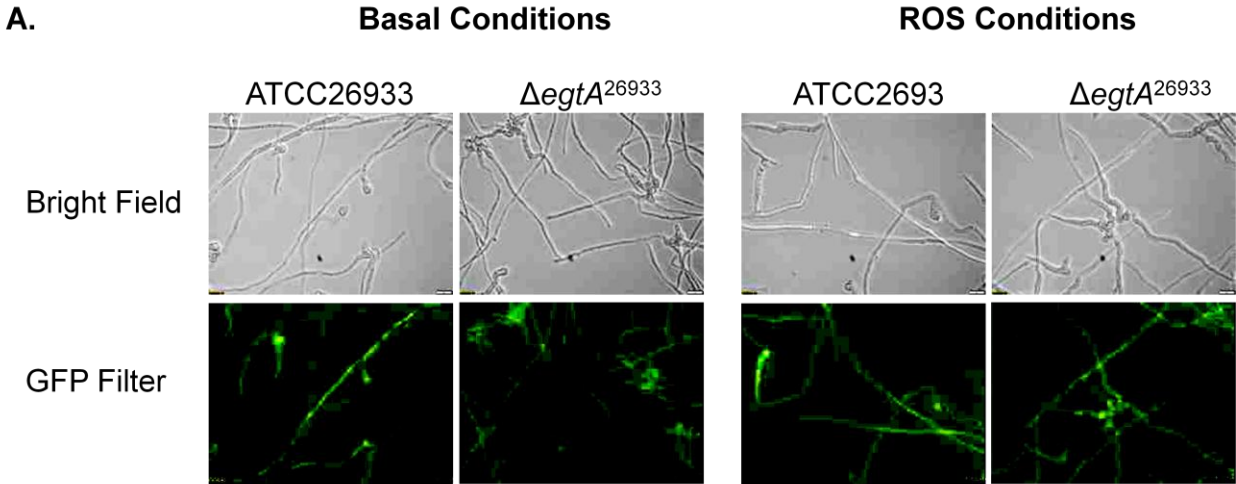 A.
Basal Conditions
ROS Conditions
ATCC26933
ΔegtA26933
ATCC2693
ΔegtA26933
Bright Field
GFP Filter